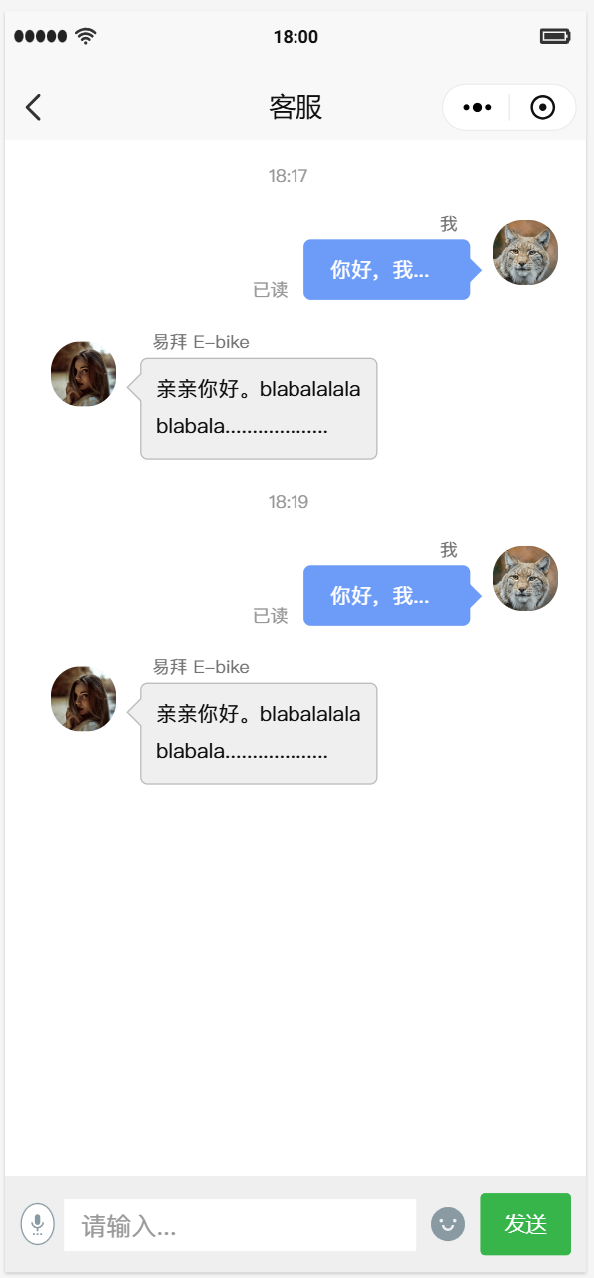 18:00
客服
18:17
我
你好，我...
已读
易拜 E-bike
亲亲你好。blabalalala
blabala...................
18:19
我
你好，我...
已读
易拜 E-bike
亲亲你好。blabalalala
blabala...................
请输入...
发送